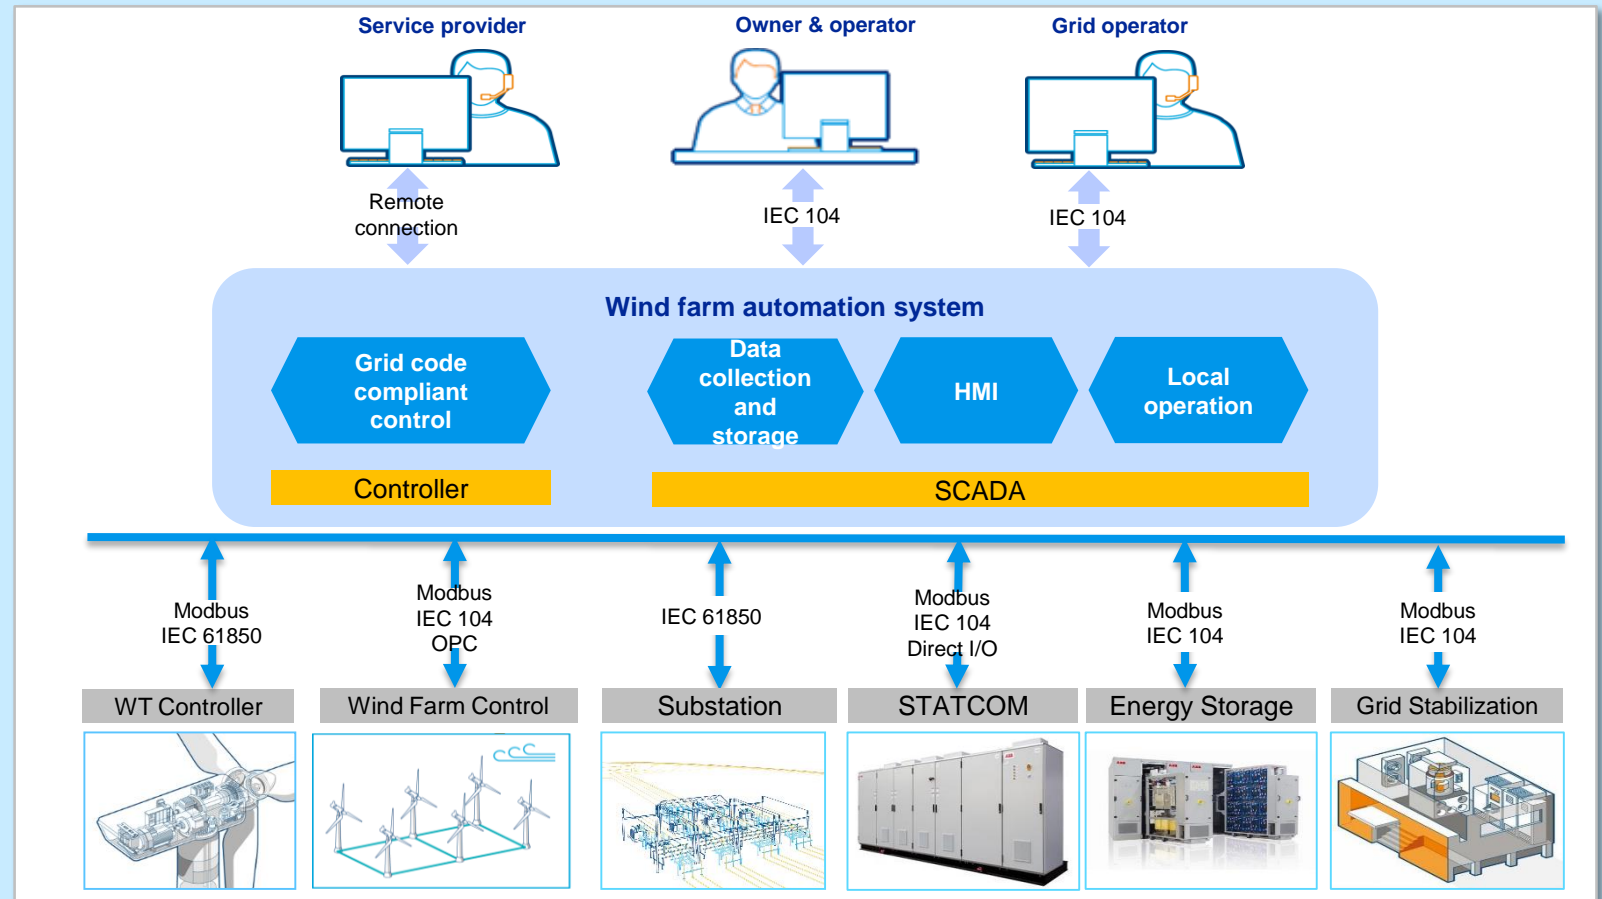 Service provider
Owner & operator
Grid operator
Remote
connection
IEC 104
IEC 104
Wind farm automation system
Grid code
compliant
control
Data
collection
and
storage
HMI
Local
operation
Controller
SCADA
Modbus
IEC 61850
Modbus
IEC 104
OPC
IEC 61850
Modbus
IEC 104
Direct I/O
Modbus
IEC 104
Modbus
IEC 104
WT Controller
Wind Farm Control
Substation
STATCOM
Energy Storage
Grid Stabilization